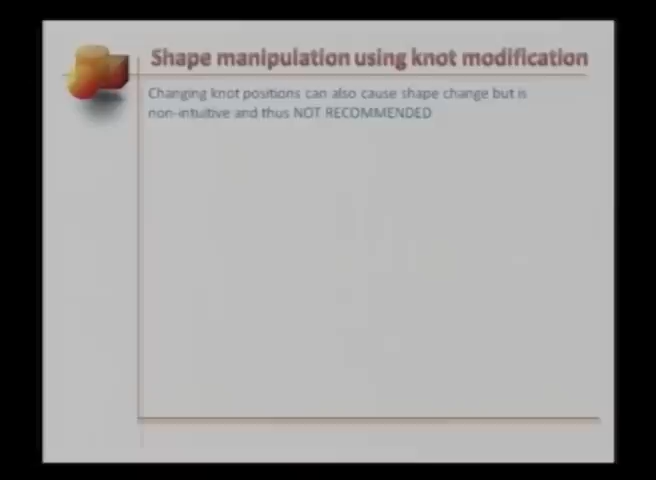 Shape manipulation using knot modification
Changing knot positions can also cause shape change but is
non-intuitive and thus NOT RECOMMENDED